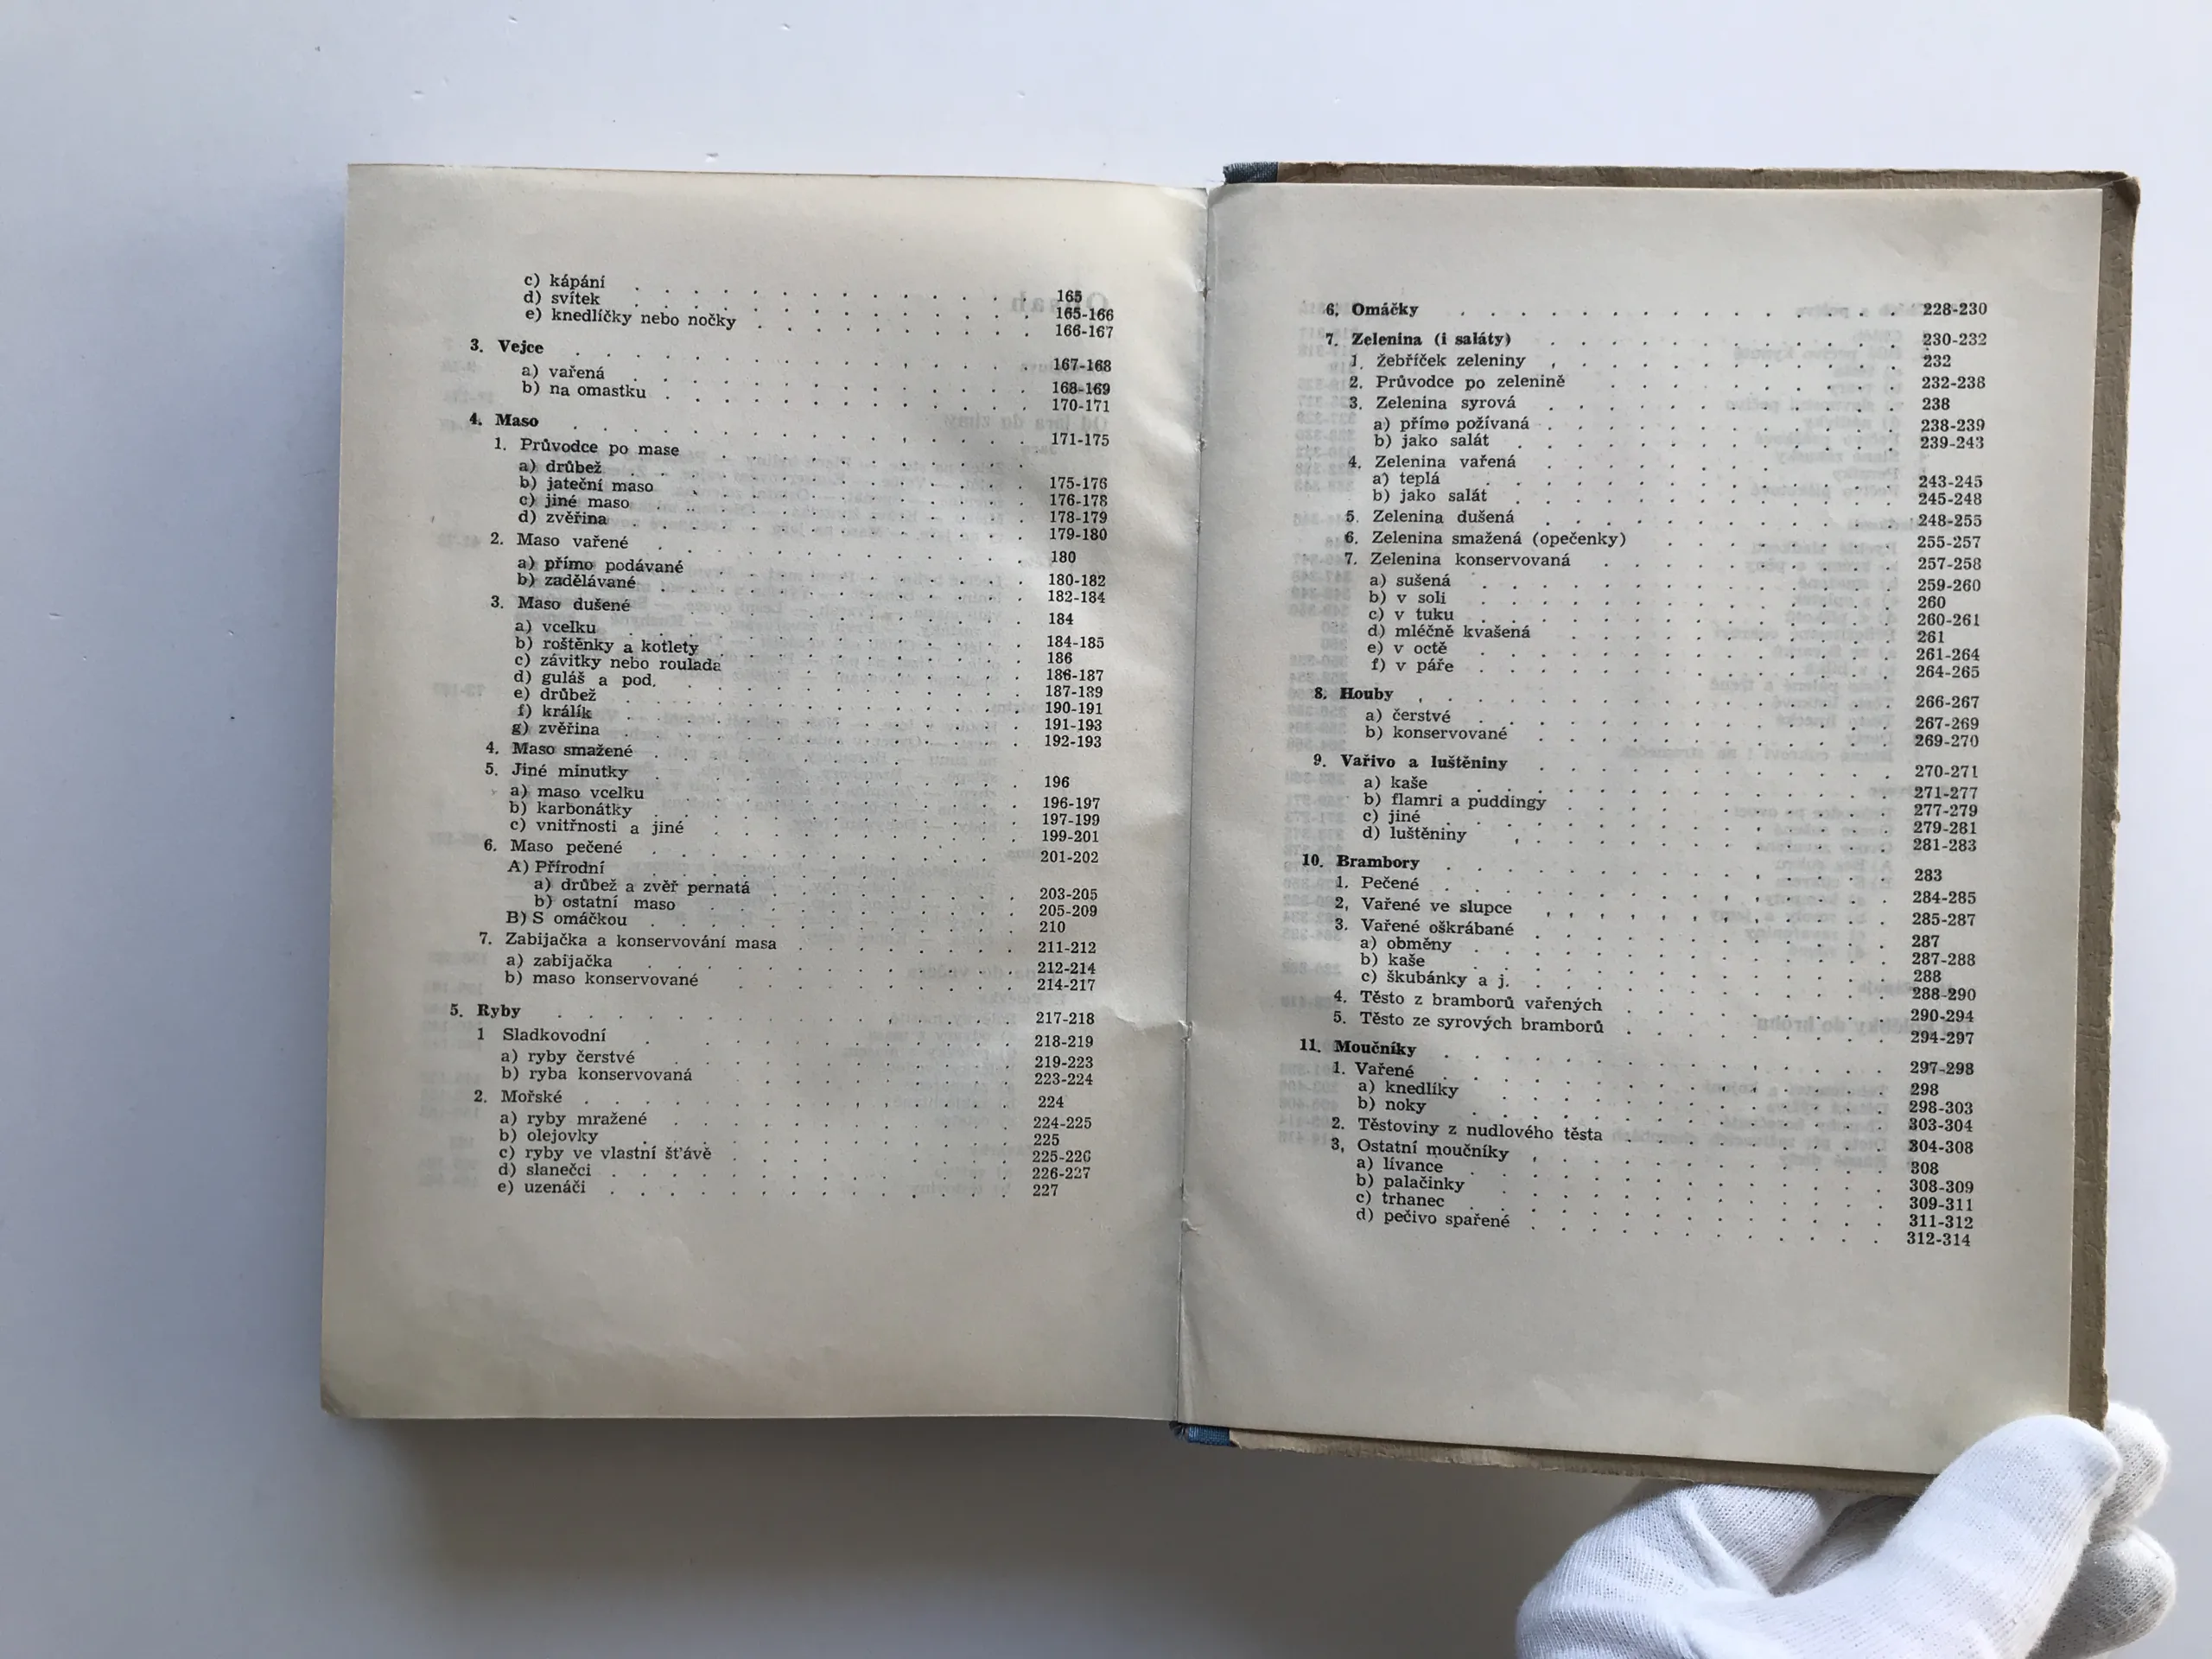 c) kápání 165
d) svítek 165-166
e) knedlíčky nebo nočky 166-167
3. Vejce 167-168
a) vařená 168-169
b) na omastku 170-171
4. Maso 171-175
1. Průvodce po mase
a) drůbež 175-176
b) jateční maso 176-178
c) jiné maso 178-179
d) zvěřina 179-180
2. Maso vařené 180
a) přímo podávané 180-182
b) zadělávané 182-184
3. Maso dušené 184
a) vcelku 184-185
b) roštěnky a kotlety 186
c) závitky nebo roulada 186-187
d) guláš a pod. 187-189
e) drůbež 190-191
f) králík 191-193
g) zvěřina 192-193
4. Maso smažené
5. Jiné minutky 196
a) maso vcelku 196-197
b) karbonátky 197-199
c) vnitřnosti a jiné 199-201
6. Maso pečené 201-202
A) Přírodní
a) drůbež a zvěř pernatá 203-205
b) ostatní maso 205-209
B) S omáčkou 210
7. Zabijačka a konservování masa 211-212
a) zabijačka 212-214
b) maso konservované 214-217
5. Ryby 217-218
1 Sladkovodní 218-219
a) ryby čerstvé 219-223
b) ryba konservovaná 223-224
2. Mořské 224
a) ryby mražené 224-225
b) olejovky 225
c) ryby ve vlastní šťávě 225-226
d) slanečci 226-227
e) uzenáči 227
6. Omáčky 228-230
7. Zelenina (i saláty) 230-232
1. Žebříček zeleniny 232
2. Průvodce po zelenině 232-238
3. Zelenina syrová 238
a) přímo požívaná 238-239
b) jako salát 239-243
4. Zelenina vařená
a) teplá 243-245
b) jako salát 245-248
5. Zelenina dušená 248-255
6. Zelenina smažená (opečenky) 255-257
7. Zelenina konservovaná 257-258
a) sušená 259-260
b) v soli 260
c) v tuku 260-261
d) mléčně kvašená 261
e) v octě 261-264
f) v páře 264-265
8. Houby 266-267
a) čerstvé 267-269
b) konservované 269-270
9. Vařivo a luštěniny 270-271
a) kaše 271-277
b) flamri a puddingy 277-279
c) jiné 279-281
d) luštěniny 281-283
10. Brambory 283
1. Pečené 284-285
2, Vařené ve slupce 285-287
3. Vařené oškrábané 287
a) obměny 287-288
b) kaše 288
c) škubánky a j. 288-290
4. Těsto z bramborů vařených 290-294
5. Těsto ze syrových bramborů 294-297
11. Moučníky 297-298
1. Vařené 298
a) knedlíky 298-303
b) noky 303-304
2. Těstoviny z nudlového těsta 304-308
3, Ostatní moučníky 308
a) lívance 308-309
b) palačinky 309-311
c) trhanec 311-312
d) pečivo spařené 312-314